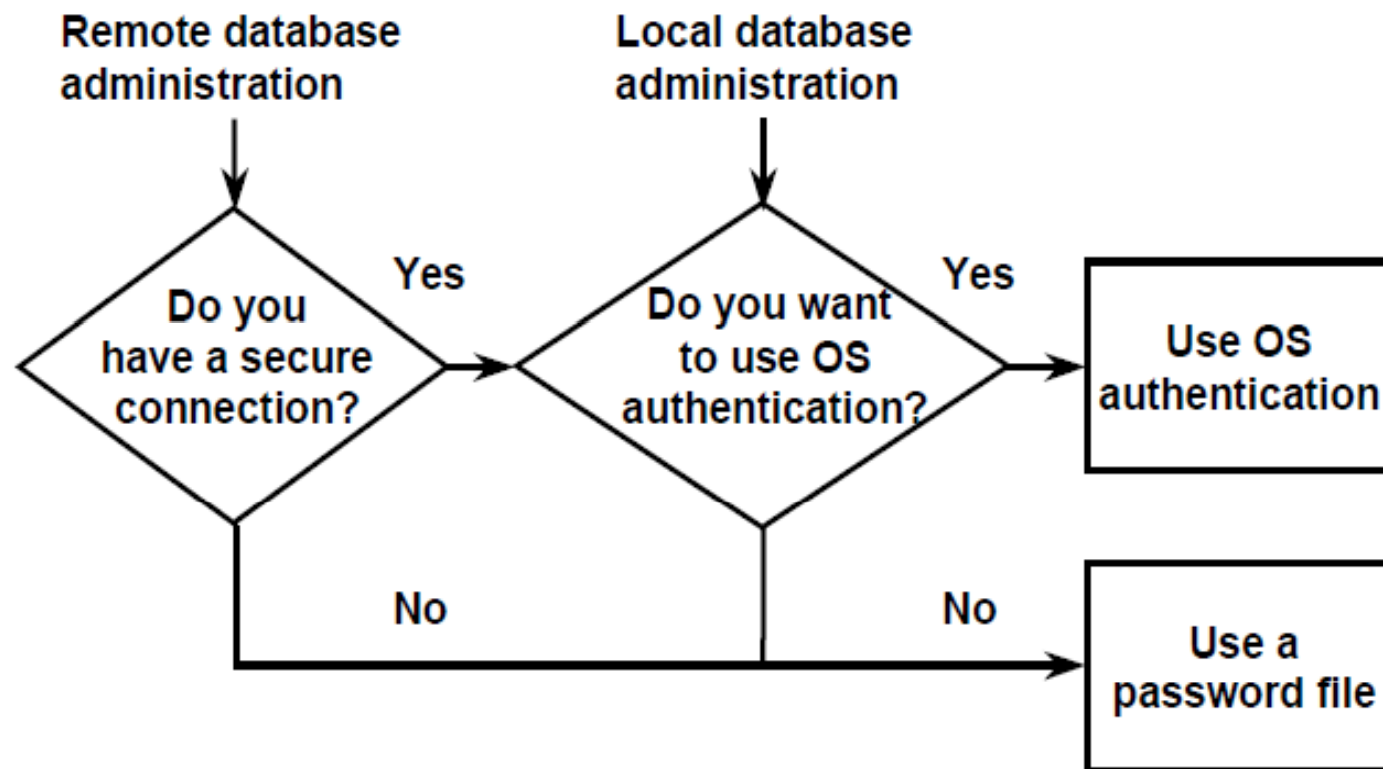 Remote database
administration
Local database
administration
Do you
have a secure
connection?
Yes
Do you want
to use OS
authentication?
Yes
Use OS
authentication
No
No
Use a
password file